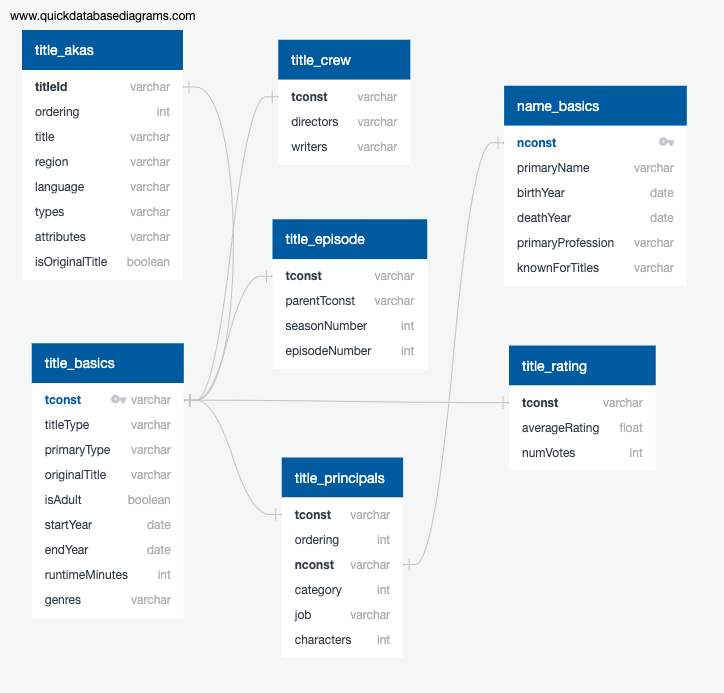 www.quickdatabasediagrams.com
title_akas
titleId varchar
ordering int
title varchar
region varchar
language varchar
types varchar
attributes varchar
isOriginalTitle boolean
title_crew
tconst varchar
directors varchar
writers varchar
name_basics
nconst
primaryName varchar
birthYear date
deathYear date
primaryProfession varchar
knownForTitles varchar
title_episode
tconst varchar
parentTconst varchar
seasonNumber int
episodeNumber int
title_basics
tconst varchar
titleType varchar
primaryType varchar
originalTitle varchar
isAdult boolean
startYear date
endYear date
runtimeMinutes int
genres varchar
title_rating
tconst varchar
averageRating float
numVotes int
title_principals
tconst varchar
ordering int
nconst varchar
category int
job varchar
characters int